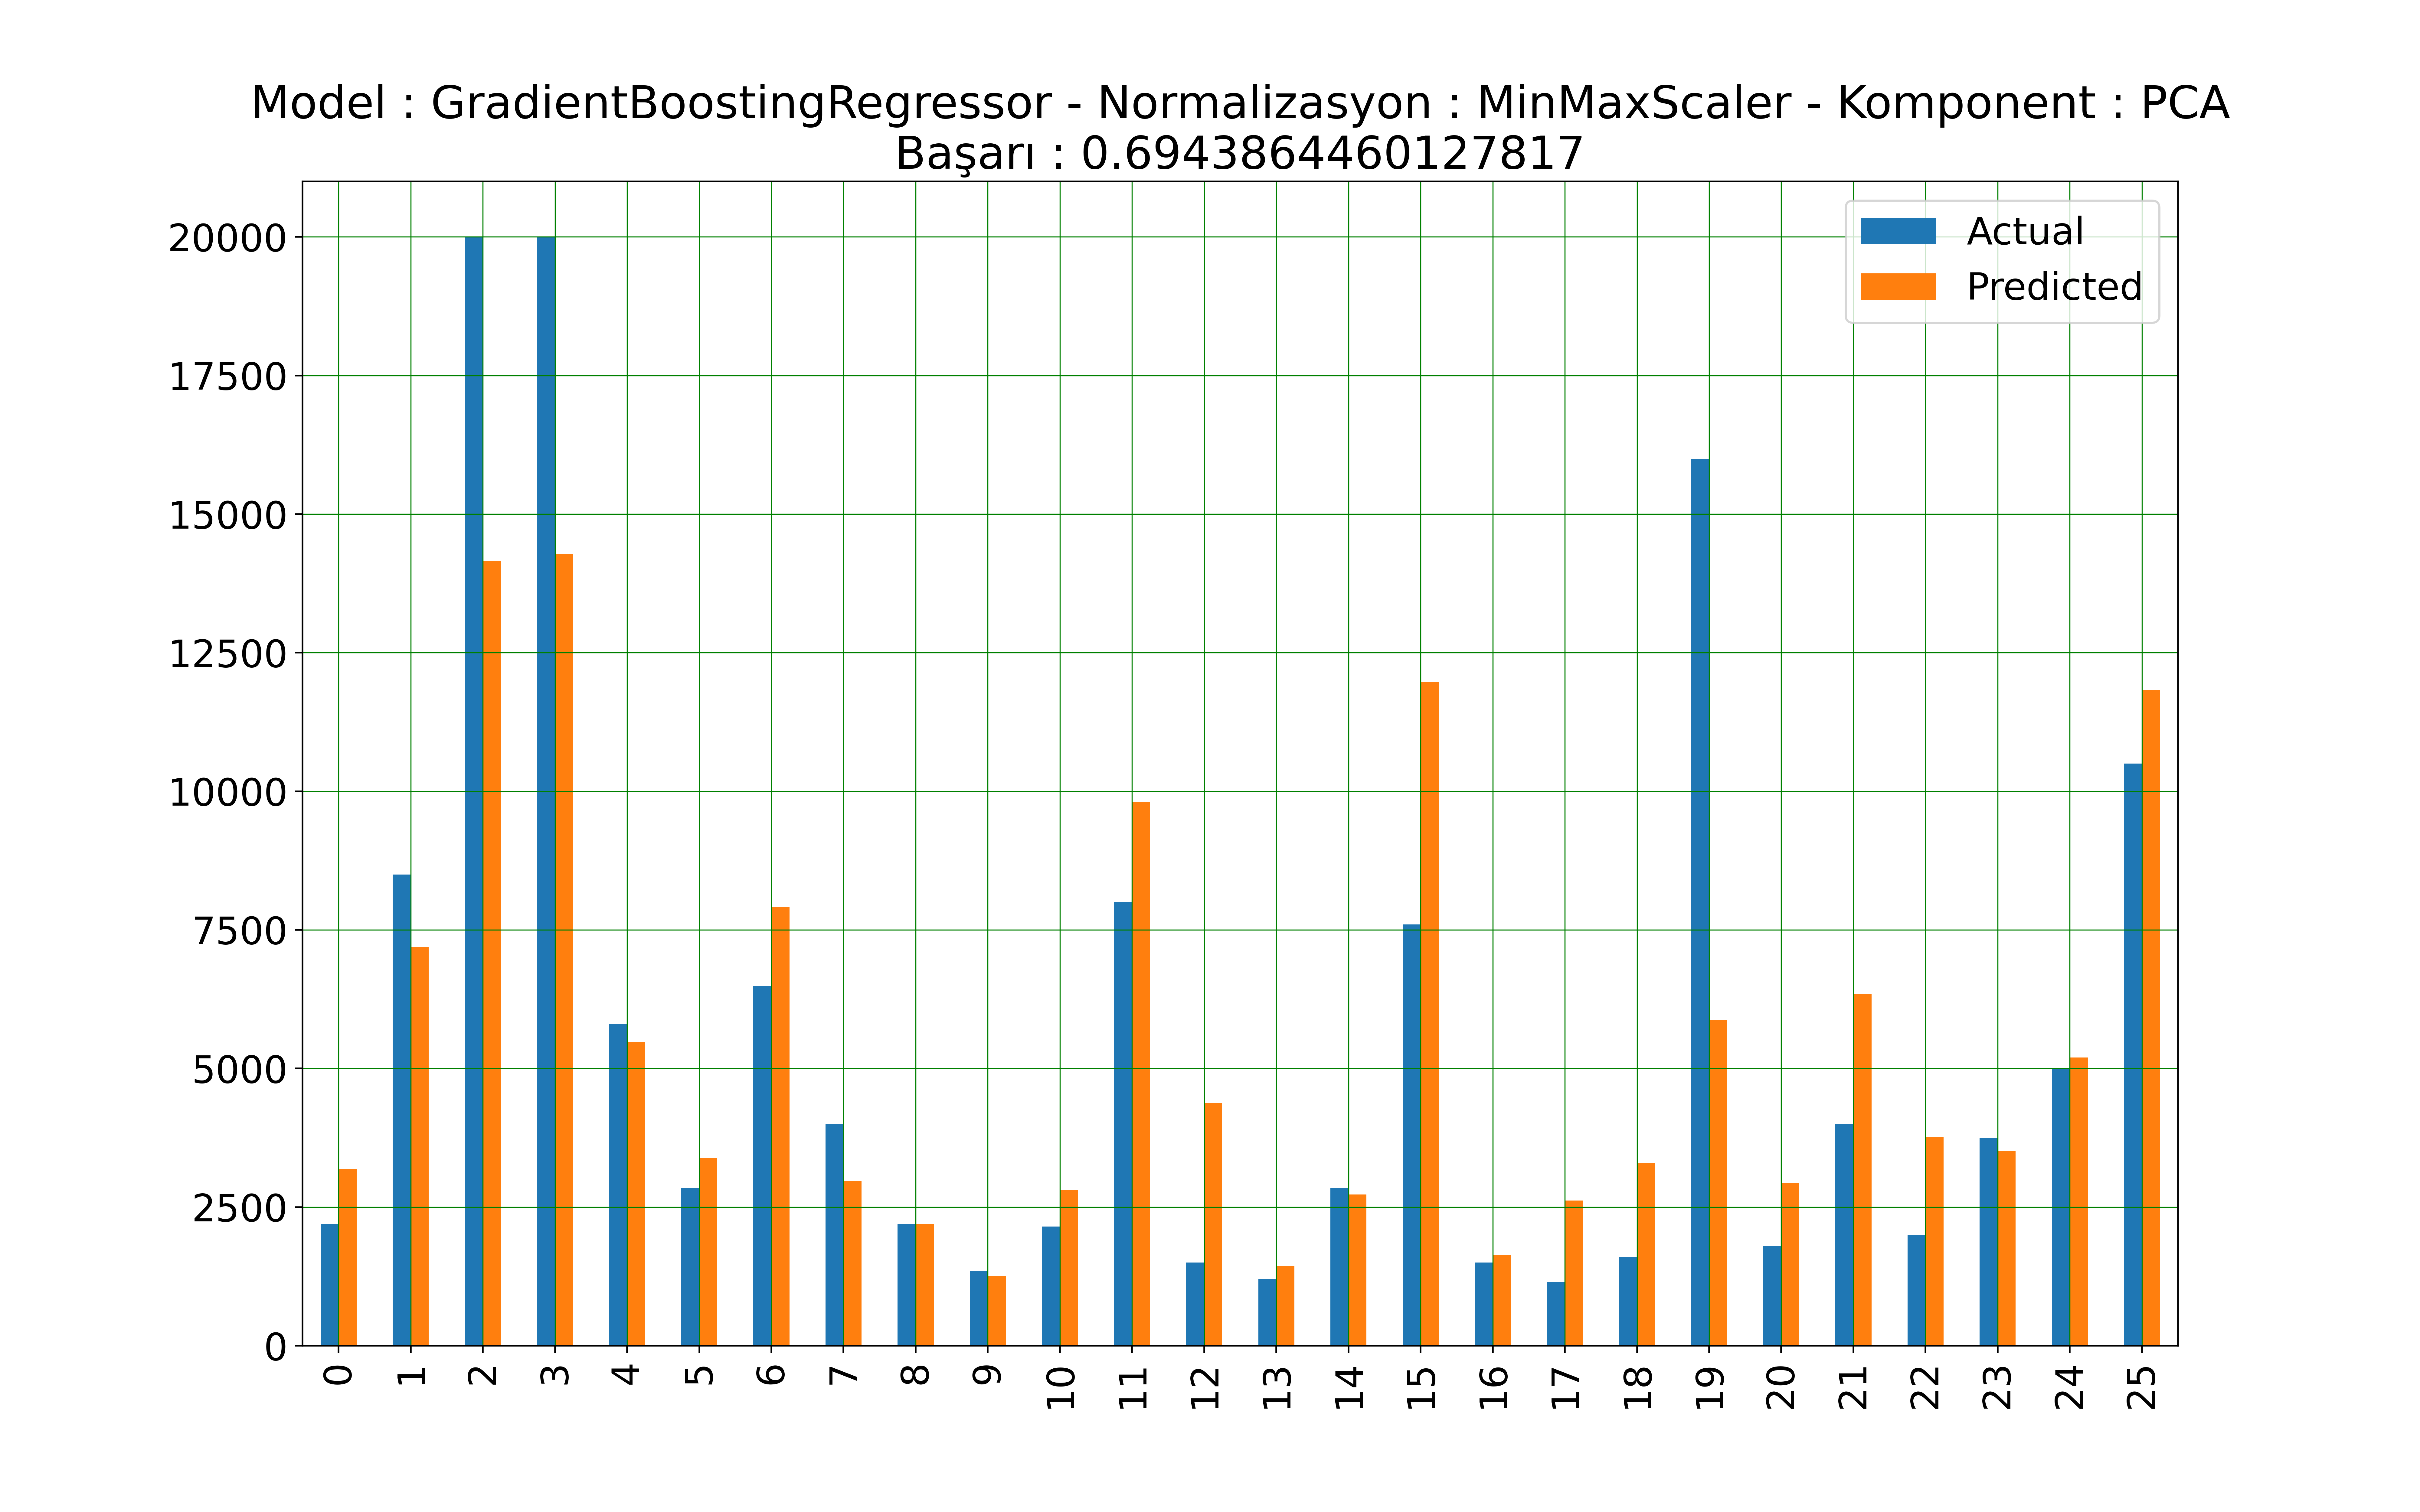 Model : GradientBoostingRegressor - Normalizasyon : MinMaxScaler - Komponent : PCA
Başarı : 0.6943864460127817
Actual
Predicted
20000
17500
15000
12500
10000
7500
5000
2500
0
0 1 2 3 4 5 6 7 8 9 10 11 12 13 14 15 16 17 18 19 20 21 22 23 24 25